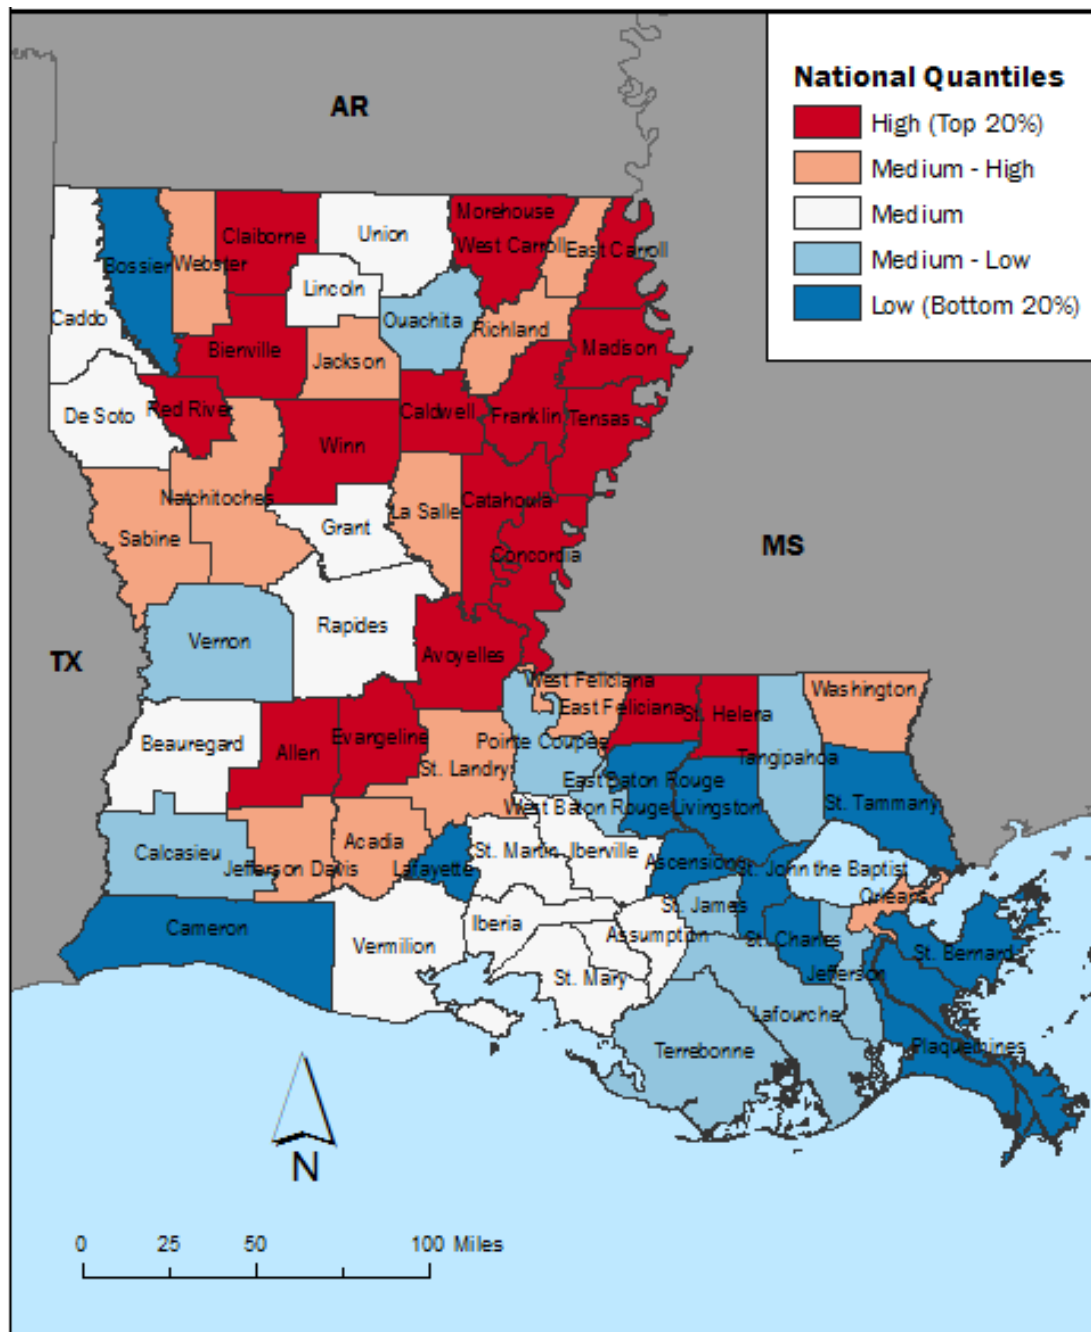 National Quantiles
High (Top 20%)
Medium - High
Medium
Medium - Low
Low (Bottom 20%)
AR
MS
TX
Morehouse
Claiborne
Union
West Carroll
East Carroll
Bossier
Webster
Lincoln
Caddo
Ouachita
Richland
Bienville
Jackson
Madison
De Soto
Red River
Caldwell
Franklin
Tensas
Winn
Natchitoches
La Salle
Catahoula
Sabine
Grant
Concordia
Vernon
Rapides
Avoyelles
West Feliciana
East Feliciana
St. Helena
Washington
Beauregard
Allen
Evangeline
Pointe Coupee
Tangipahoa
St. Landry
East Baton Rouge
West Baton Rouge
Livingston
St. Tammany
Calcasieu
Jefferson Davis
Acadia
Lafayette
St. Martin
Iberville
Ascension
St. John the Baptist
Orleans
St. James
Cameron
Vermilion
Iberia
Assumption
St. Charles
St. Bernard
St. Mary
Jefferson
Lafourche
Terrebonne
Plaquemines
N
0 25 50 100 Miles